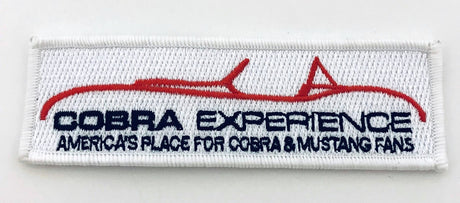 COBRA EXPERIENCE
AMERICA'S PLACE FOR COBRA & MUSTANG FANS